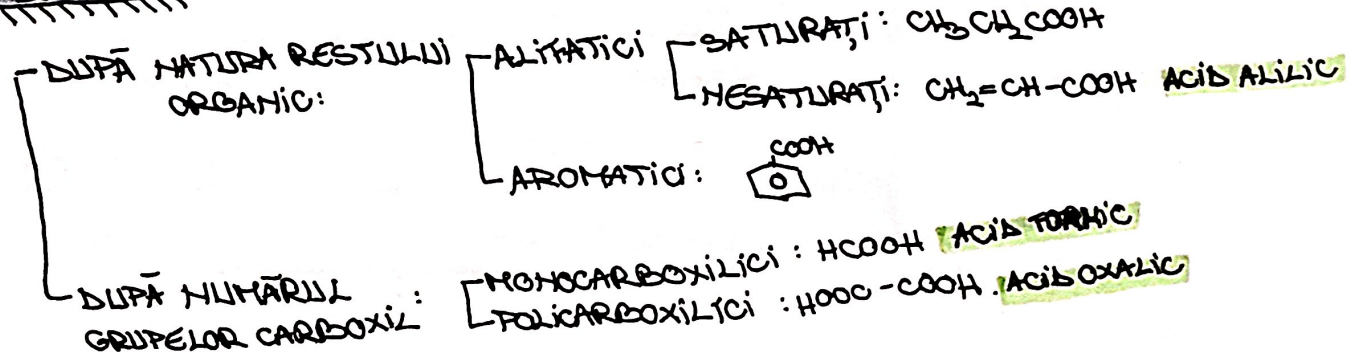 DUPĂ NATURA RESTULUI ORGANIC:
ALIFATICI
SATURAȚI: CH₃CH₂COOH
NESATURAȚI: CH₂=CH-COOH ACID ALILIC
AROMATICI: COOH
DUPĂ NUMĂRUL GRUPELOR CARBOXIL:
MONOCARBOXILICI: HCOOH ACID FORMIC
POLICARBOXILICI: HOOC-COOH. ACID OXALIC